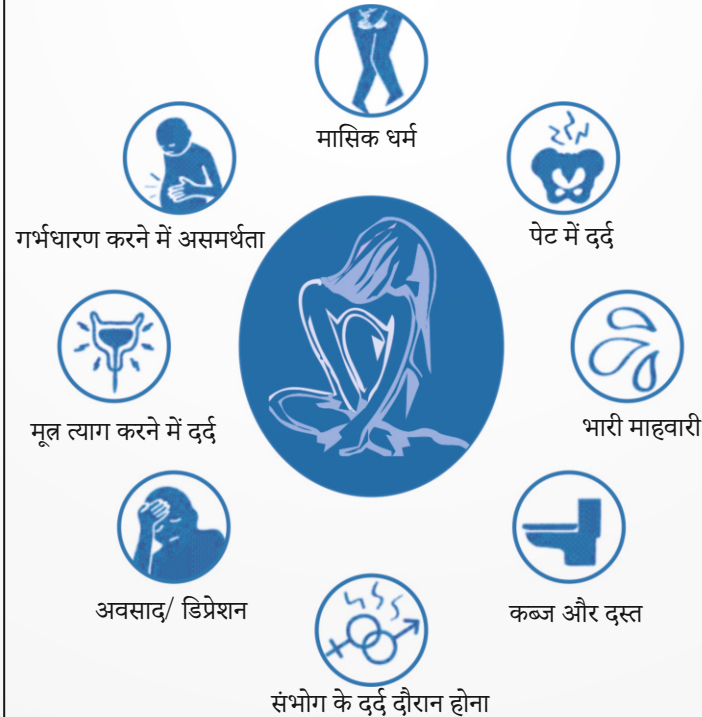 मासिक धर्म
गर्भधारण करने में असमर्थता
पेट में दर्द
मूत्र त्याग करने में दर्द
भारी माहवारी
अवसाद/ डिप्रेशन
कब्ज और दस्त
संभोग के दर्द दौरान होना